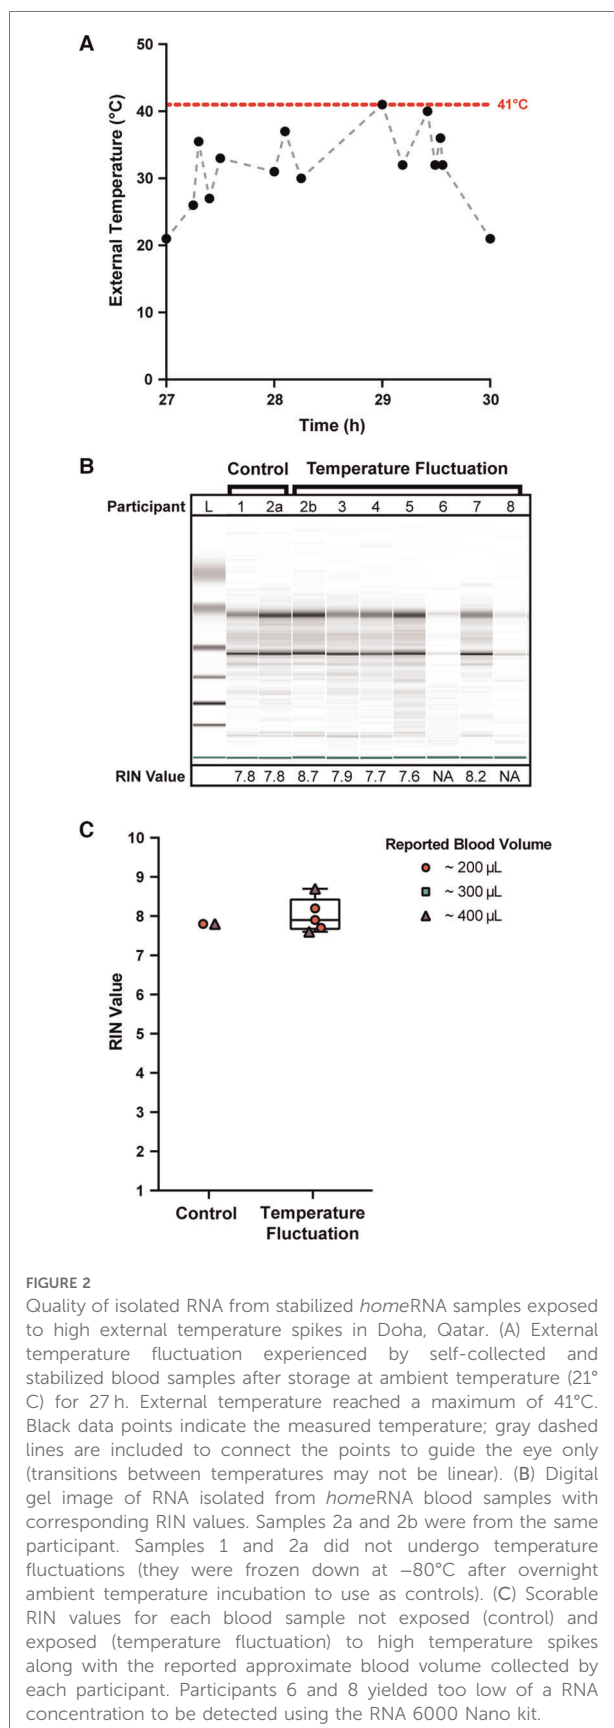 A
50
40
30
20
10
0
External Temperature (°C)
41°C
27 28 29 30
Time (h)
B
Control Temperature Fluctuation
Participant L 1 2a 2b 3 4 5 6 7 8
RIN Value 7.8 7.8 8.7 7.9 7.7 7.6 NA 8.2 NA
C
10
9
8
7
6
5
4
3
2
1
RIN Value
Control Temperature
Fluctuation
Reported Blood Volume
~ 200 µL
~ 300 µL
~ 400 µL
FIGURE 2
Quality of isolated RNA from stabilized homeRNA samples exposed
to high external temperature spikes in Doha, Qatar. (A) External
temperature fluctuation experienced by self-collected and
stabilized blood samples after storage at ambient temperature (21°
C) for 27 h. External temperature reached a maximum of 41°C.
Black data points indicate the measured temperature; gray dashed
lines are included to connect the points to guide the eye only
(transitions between temperatures may not be linear). (B) Digital
gel image of RNA isolated from homeRNA blood samples with
corresponding RIN values. Samples 2a and 2b were from the same
participant. Samples 1 and 2a did not undergo temperature
fluctuations (they were frozen down at −80°C after overnight
ambient temperature incubation to use as controls). (C) Scorable
RIN values for each blood sample not exposed (control) and
exposed (temperature fluctuation) to high temperature spikes
along with the reported approximate blood volume collected by
each participant. Participants 6 and 8 yielded too low of a RNA
concentration to be detected using the RNA 6000 Nano kit.